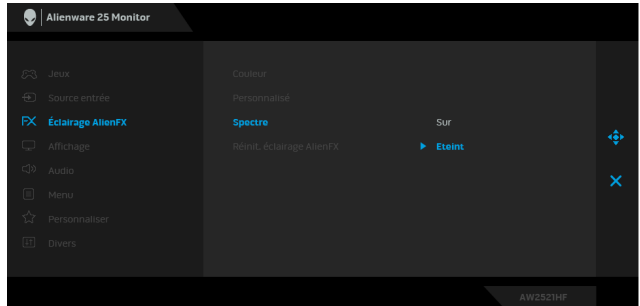 Alienware 25 Monitor
Jeux
Couleur
Source entrée
Personnalisé
FX Éclairage AlienFX
Spectre
Sur
Affichage
Réinit. éclairage AlienFX
Eteint
Audio
Menu
Personnaliser
Divers
AW2521HF